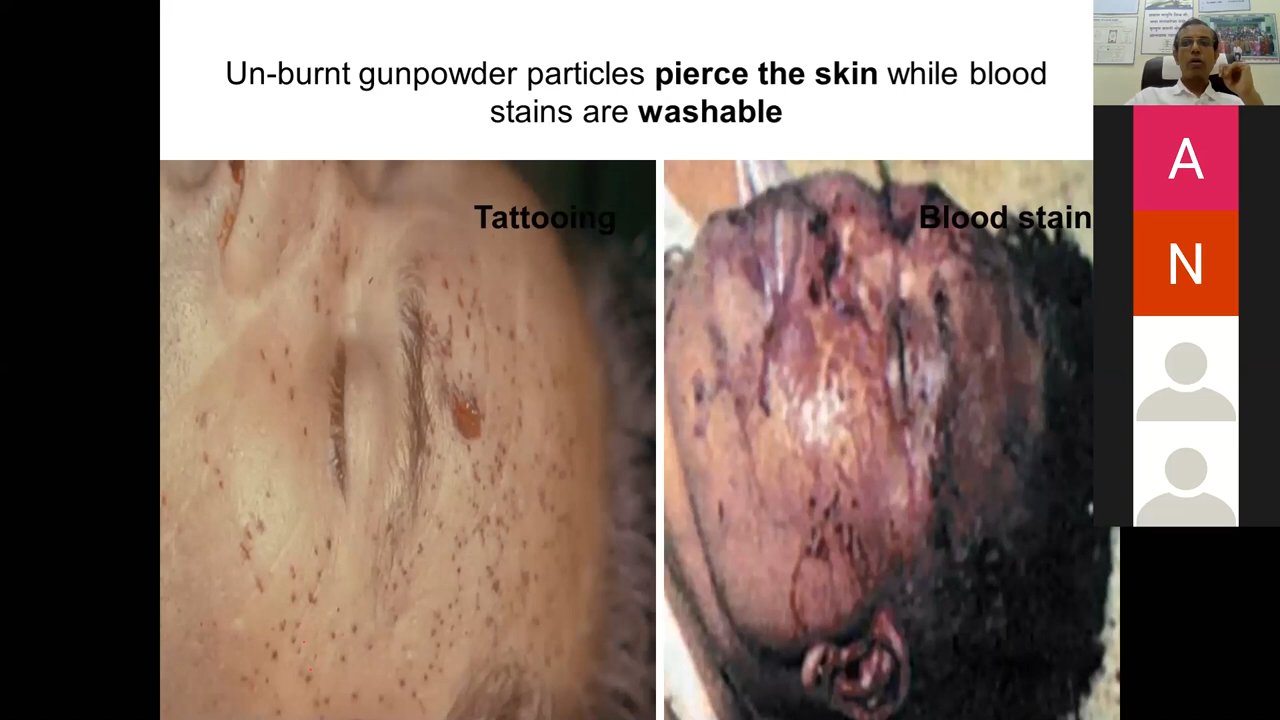 Un-burnt gunpowder particles pierce the skin while blood
stains are washable
Tattooing
Blood stain
A
N